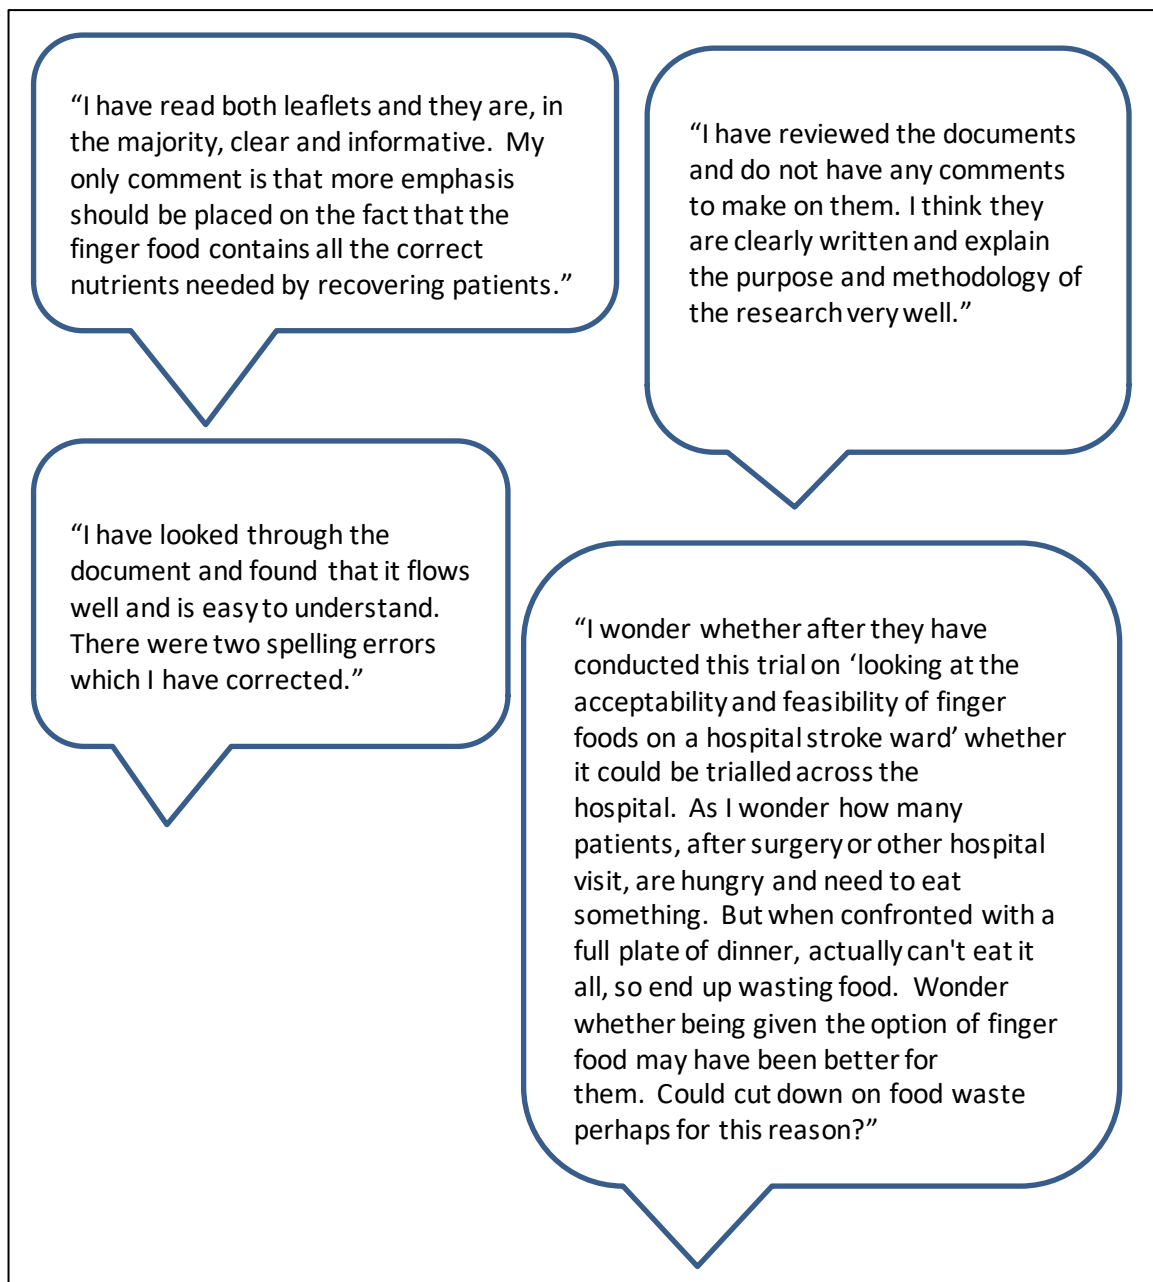 “I have read both leaflets and they are, in
the majority, clear and informative.  My
only comment is that more emphasis
should be placed on the fact that the
finger food contains all the correct
nutrients needed by recovering patients.”
“I have reviewed the documents
and do not have any comments
to make on them. I think they
are clearly written and explain
the purpose and methodology of
the research very well.”
“I have looked through the
document and found  that it flows
well and is easy to understand.
There were two spelling errors
which I have corrected.”
“I wonder  whether after they have
conducted this trial on ‘looking at the
acceptability and feasibility of finger
foods on a hospital stroke ward’ whether
it could be trialled across the
hospital.  As I wonder how many
patients, after surgery or other hospital
visit, are hungry and need to eat
something.  But when confronted with a
full plate of dinner, actually can't eat it
all, so end up wasting food.  Wonder
whether being given the option of finger
food may have been better for
them.  Could cut down on food waste
perhaps for this reason?”